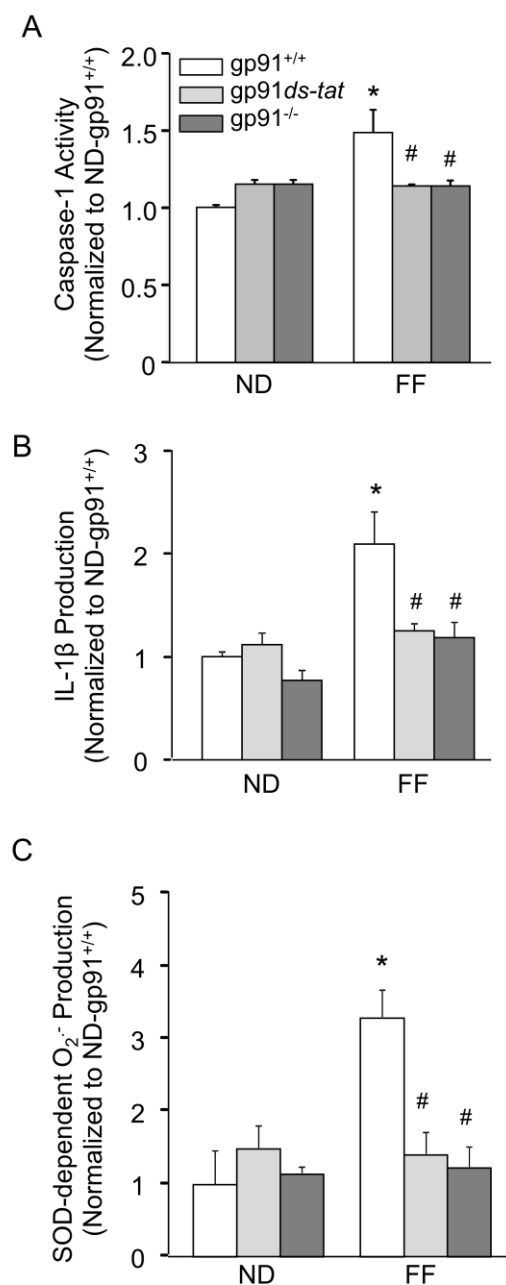 A
Caspase-1 Activity
(Normalized to ND-gp91+/+)
2.0
1.5
1.0
0.5
0
gp91+/+
gp91ds-tat
gp91-/-
*
# #
ND FF
B
IL-1β Production
(Normalized to ND-gp91+/+)
3
2
1
0
*
# #
ND FF
C
SOD-dependent O2·- Production
(Normalized to ND-gp91+/+)
5
4
3
2
1
0
*
# #
ND FF